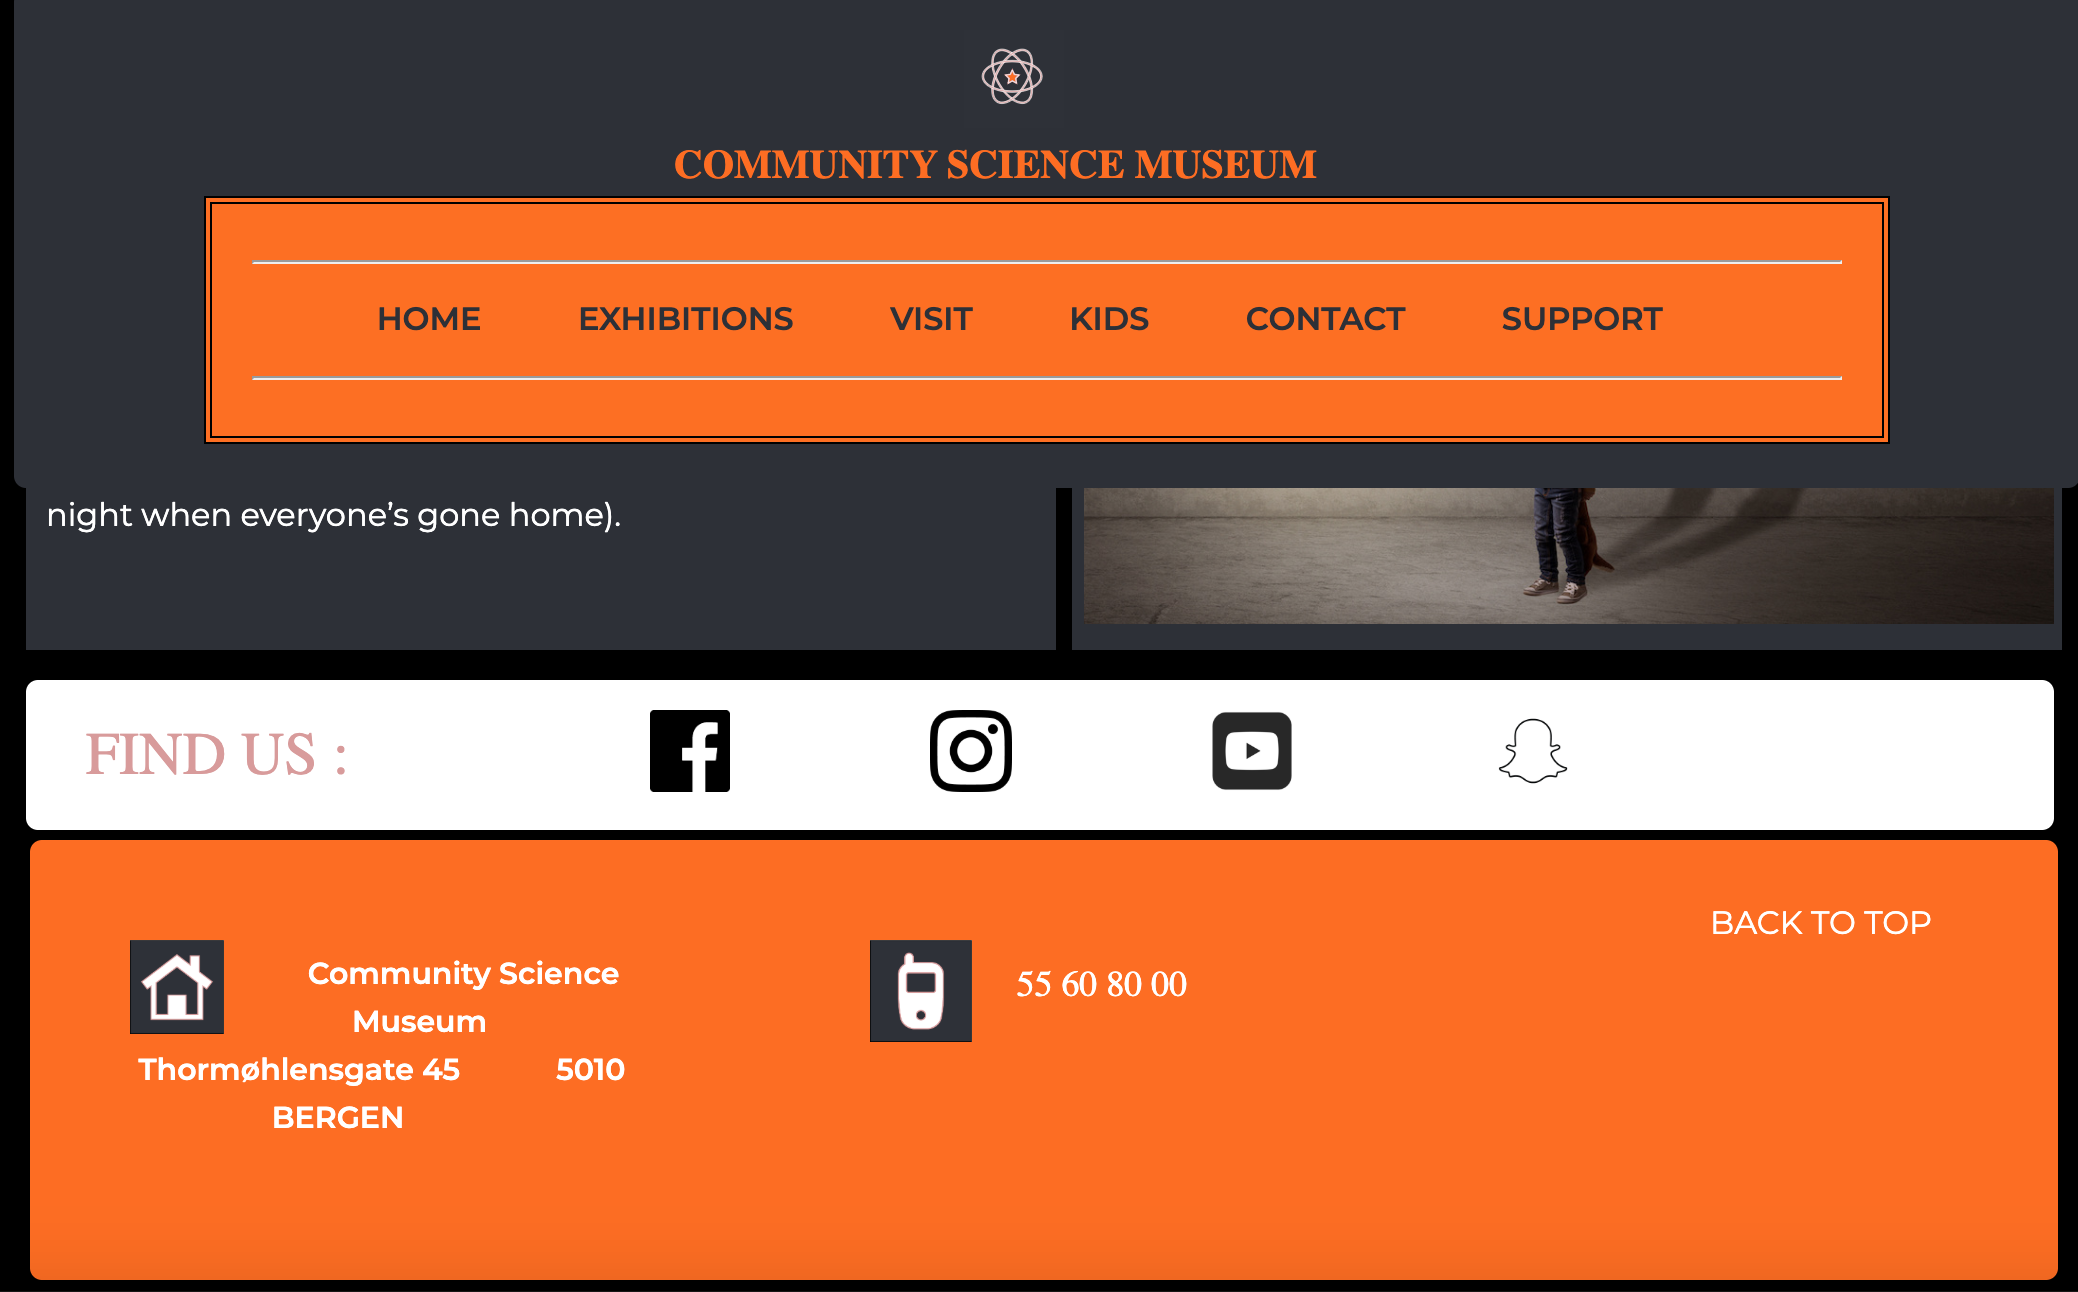 COMMUNITY SCIENCE MUSEUM
HOME EXHIBITIONS VISIT KIDS CONTACT SUPPORT
night when everyone’s gone home).
FIND US :
BACK TO TOP
Community Science
Museum
Thormøhlensgate 45 5010
BERGEN
55 60 80 00